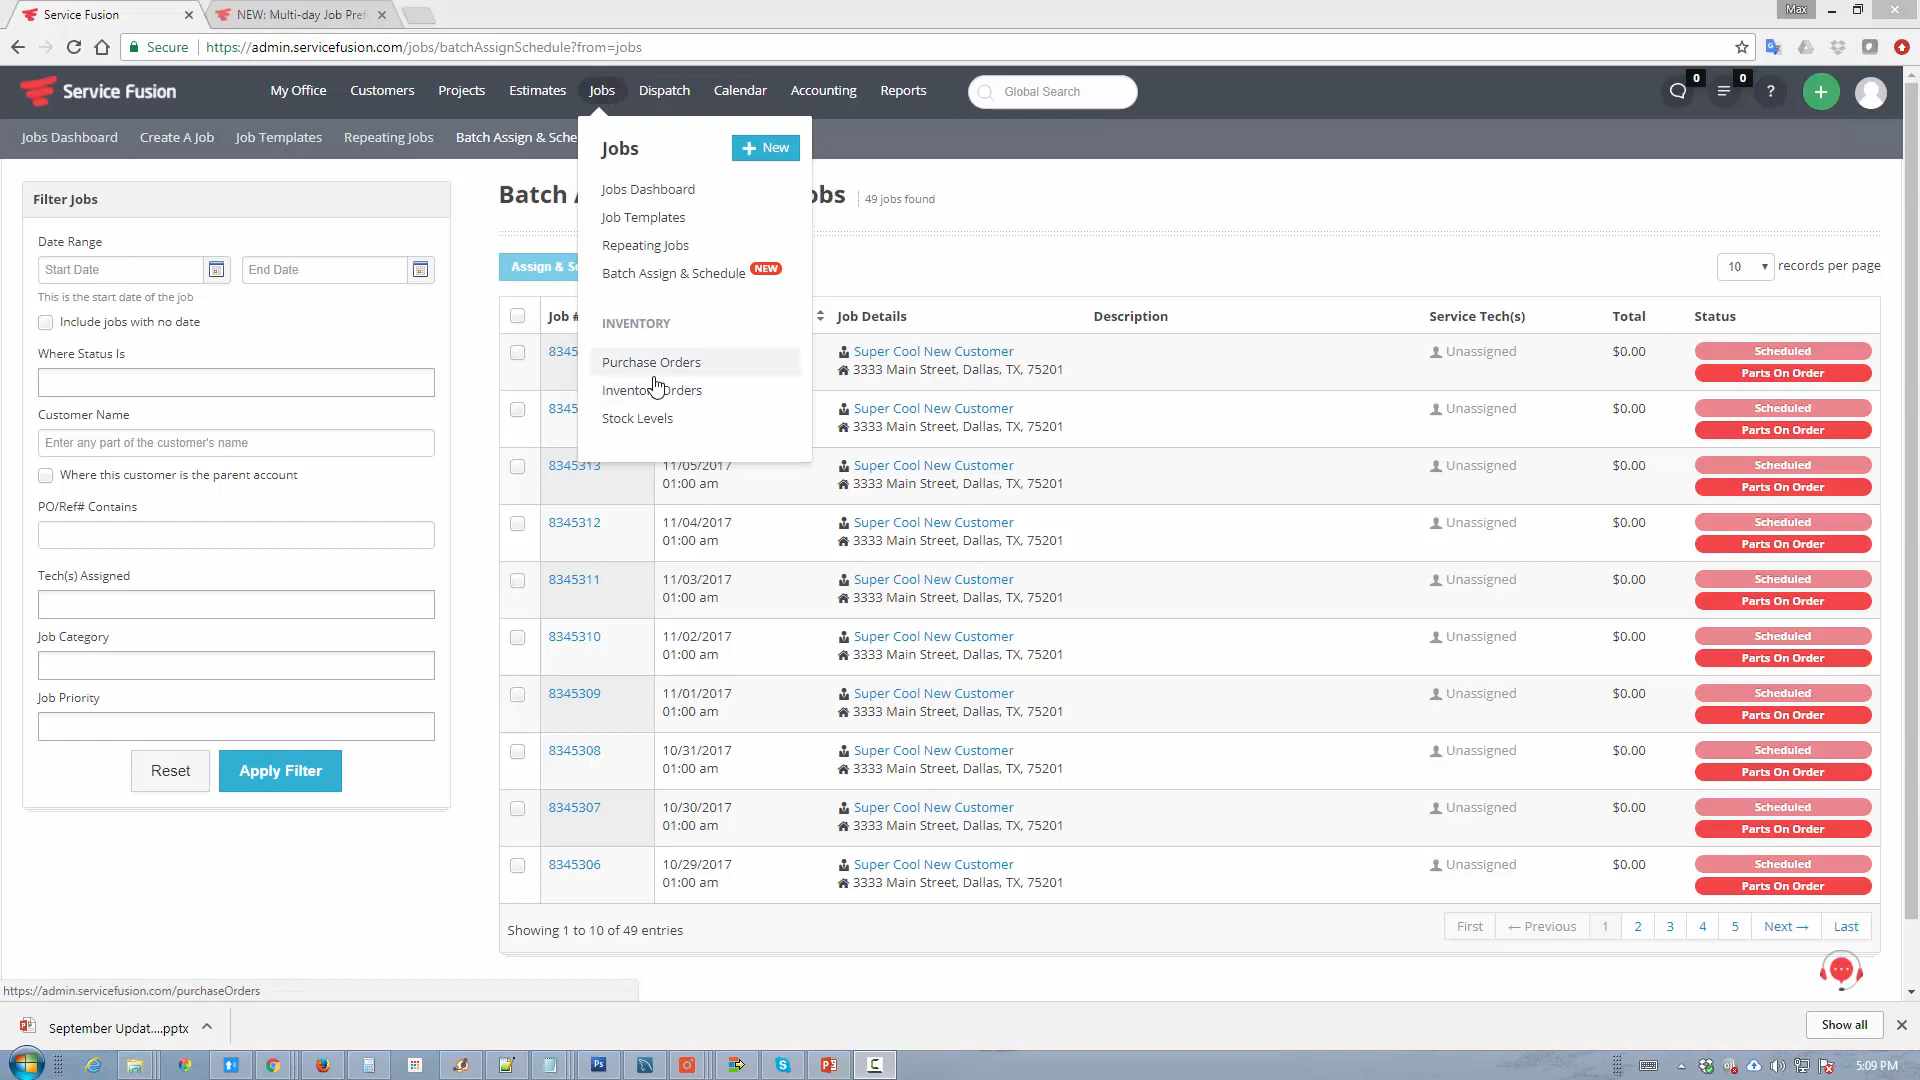 Service Fusion
NEW: Multi-day Job Pref
Max
Secure
https://admin.servicefusion.com/jobs/batchAssignSchedule?from=jobs
Service Fusion
My Office
Customers
Projects
Estimates
Jobs
Dispatch
Calendar
Accounting
Reports
Global Search
0
0
?
+
Jobs Dashboard
Create A Job
Job Templates
Repeating Jobs
Batch Assign & Sche
Jobs
+ New
Jobs Dashboard
Job Templates
Repeating Jobs
Batch Assign & Schedule NEW
INVENTORY
Purchase Orders
Inventory Orders
Stock Levels
Filter Jobs
Date Range
Start Date
End Date
This is the start date of the job
Include jobs with no date
Where Status Is
Customer Name
Enter any part of the customer's name
Where this customer is the parent account
PO/Ref# Contains
Tech(s) Assigned
Job Category
Job Priority
Reset
Apply Filter
Batch A
obs
49 jobs found
Assign & Sc
10 records per page
Job #
Job Details
Description
Service Tech(s)
Total
Status
8345
Super Cool New Customer
Unassigned
$0.00
Scheduled
3333 Main Street, Dallas, TX, 75201
Parts On Order
8345
Super Cool New Customer
Unassigned
$0.00
Scheduled
3333 Main Street, Dallas, TX, 75201
Parts On Order
8345313
11/05/2017
Super Cool New Customer
Unassigned
$0.00
Scheduled
01:00 am
3333 Main Street, Dallas, TX, 75201
Parts On Order
8345312
11/04/2017
Super Cool New Customer
Unassigned
$0.00
Scheduled
01:00 am
3333 Main Street, Dallas, TX, 75201
Parts On Order
8345311
11/03/2017
Super Cool New Customer
Unassigned
$0.00
Scheduled
01:00 am
3333 Main Street, Dallas, TX, 75201
Parts On Order
8345310
11/02/2017
Super Cool New Customer
Unassigned
$0.00
Scheduled
01:00 am
3333 Main Street, Dallas, TX, 75201
Parts On Order
8345309
11/01/2017
Super Cool New Customer
Unassigned
$0.00
Scheduled
01:00 am
3333 Main Street, Dallas, TX, 75201
Parts On Order
8345308
10/31/2017
Super Cool New Customer
Unassigned
$0.00
Scheduled
01:00 am
3333 Main Street, Dallas, TX, 75201
Parts On Order
8345307
10/30/2017
Super Cool New Customer
Unassigned
$0.00
Scheduled
01:00 am
3333 Main Street, Dallas, TX, 75201
Parts On Order
8345306
10/29/2017
Super Cool New Customer
Unassigned
$0.00
Scheduled
01:00 am
3333 Main Street, Dallas, TX, 75201
Parts On Order
Showing 1 to 10 of 49 entries
First
← Previous
1
2
3
4
5
Next →
Last
https://admin.servicefusion.com/purchaseOrders
September Updat....pptx
Show all
5:09 PM